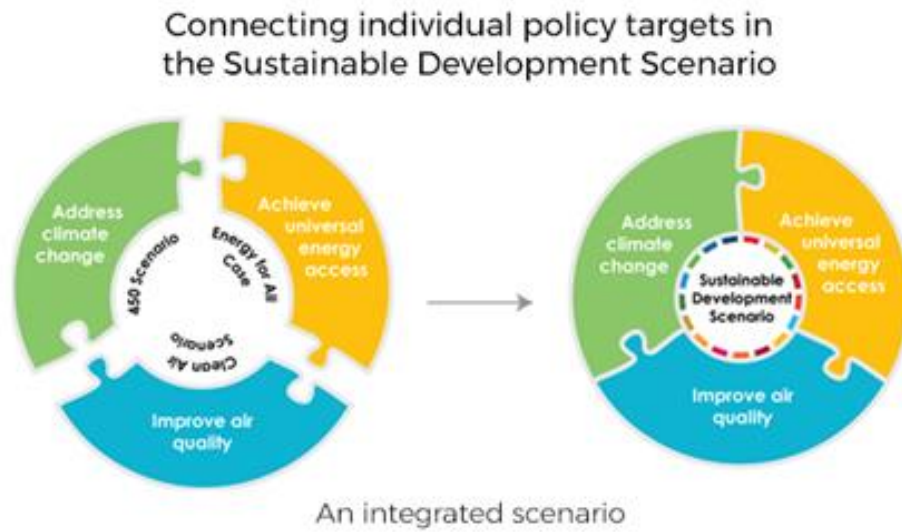 Connecting individual policy targets in
the Sustainable Development Scenario
Address
climate
change
Achieve
universal
energy
access
450 Scenario
Energy for All
Case
Clean Air
scenario
Improve air
quality
Address
climate
change
Achieve
universal
energy
access
Sustainable
Development
Scenario
Improve air
quality
An integrated scenario